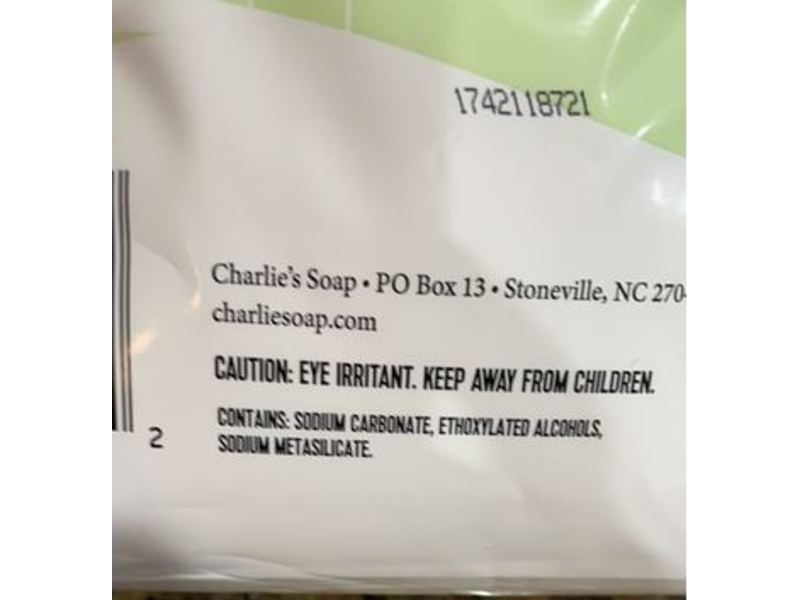 1742118721
Charlie's Soap • PO Box 13 • Stoneville, NC 270
charliesoap.com
CAUTION: EYE IRRITANT. KEEP AWAY FROM CHILDREN.
CONTAINS: SODIUM CARBONATE, ETHOXYLATED ALCOHOLS,
SODIUM METASILICATE.
2